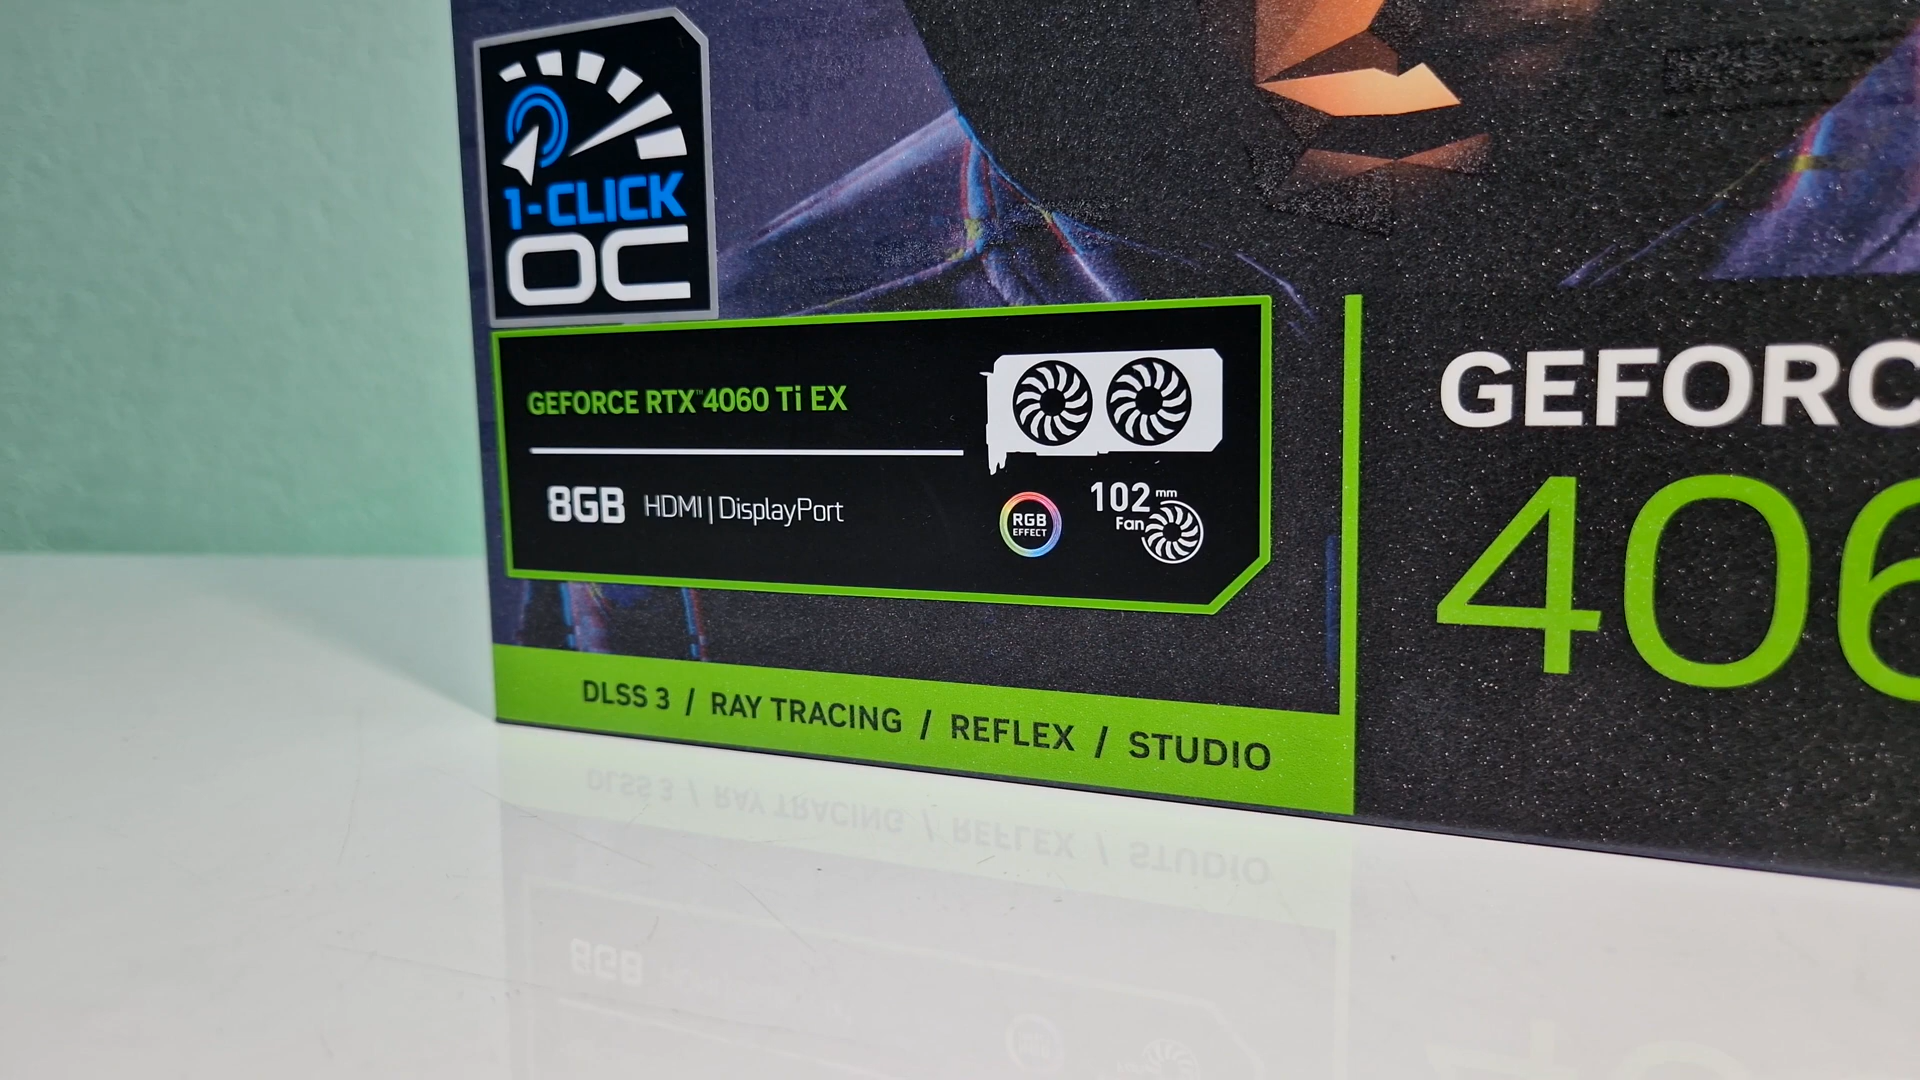 1-CLICK
OC
GEFORCE RTX™ 4060 Ti EX
8GB HDMI | DisplayPort
RGB
EFFECT
102 mm
Fan
DLSS 3 / RAY TRACING / REFLEX / STUDIO
GEFORC
406